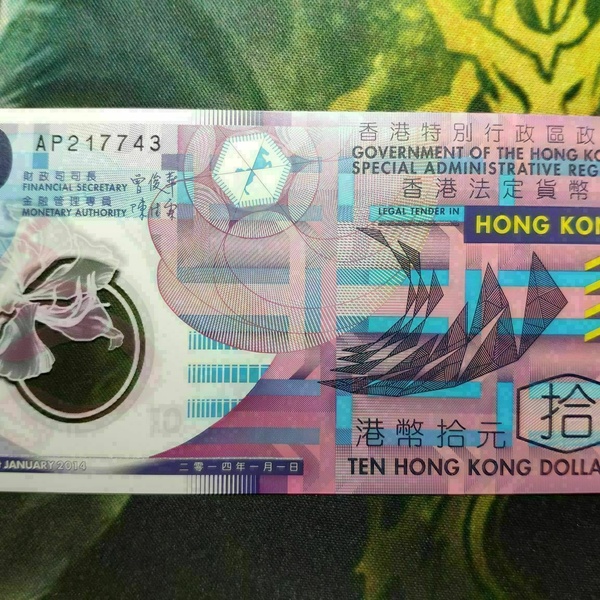 AP217743
財政司司長
FINANCIAL SECRETARY
金融管理專員
MONETARY AUTHORITY
香港特別行政區政
GOVERNMENT OF THE HONG KON
SPECIAL ADMINISTRATIVE REG
香港法定貨幣
LEGAL TENDER IN
HONG KON
港幣拾元
拾
TEN HONG KONG DOLLA
10
JANUARY 2014
二零一四年一月一日